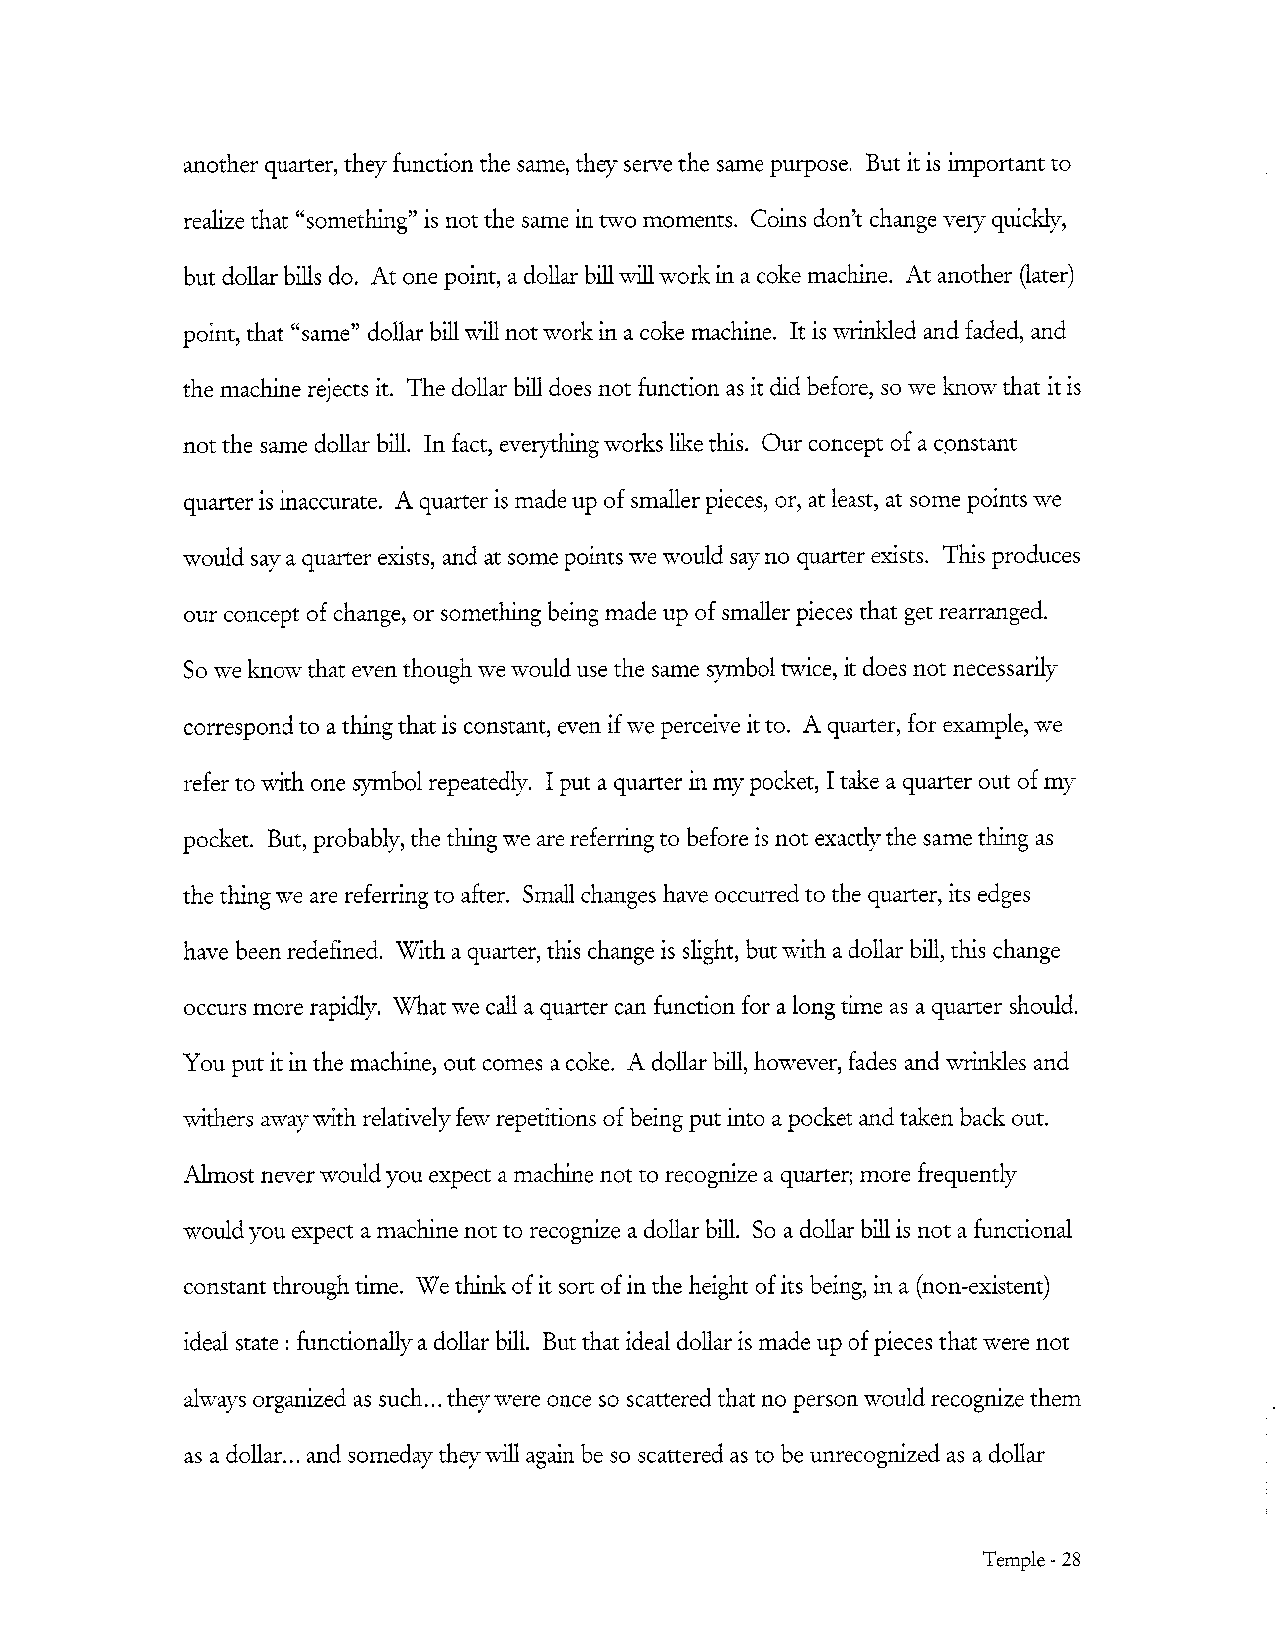 another quarter, they function the same, they serve the same purpose. But it is important to
realize that “something” is not the same in two moments. Coins don't change very quickly,
but dollar bills do. At one point, a dollar bill will work in a coke machine. At another (later)
point, that “same” dollar bill will not work in a coke machine. It is wrinkled and faded, and
the machine rejects it. The dollar bill does not function as it did before, so we know that it is
not the same dollar bill. In fact, everything works like this. Our concept of a constant
quarter is inaccurate. A quarter is made up of smaller pieces, or, at least, at some points we
would say a quarter exists, and at some points we would say no quarter exists. This produces
our concept of change, or something being made up of smaller pieces that get rearranged.
So we know that even though we would use the same symbol twice, it does not necessarily
correspond to a thing that is constant, even if we perceive it to. A quarter, for example, we
refer to with one symbol repeatedly. I put a quarter in my pocket, I take a quarter out of my
pocket. But, probably, the thing we are referring to before is not exactly the same thing as
the thing we are referring to after. Small changes have occurred to the quarter, its edges
have been redefined. With a quarter, this change is slight, but with a dollar bill, this change
occurs more rapidly. What we call a quarter can function for a long time as a quarter should.
You put it in the machine, out comes a coke. A dollar bill, however, fades and wrinkles and
withers away with relatively few repetitions of being put into a pocket and taken back out.
Almost never would you expect a machine not to recognize a quarter; more frequently
would you expect a machine not to recognize a dollar bill. So a dollar bill is not a functional
constant through time. We think of it sort of in the height of its being, in a (non-existent)
ideal state : functionally a dollar bill. But that ideal dollar is made up of pieces that were not
always organized as such... they were once so scattered that no person would recognize them
as a dollar... and someday they will again be so scattered as to be unrecognized as a dollar
Temple - 28